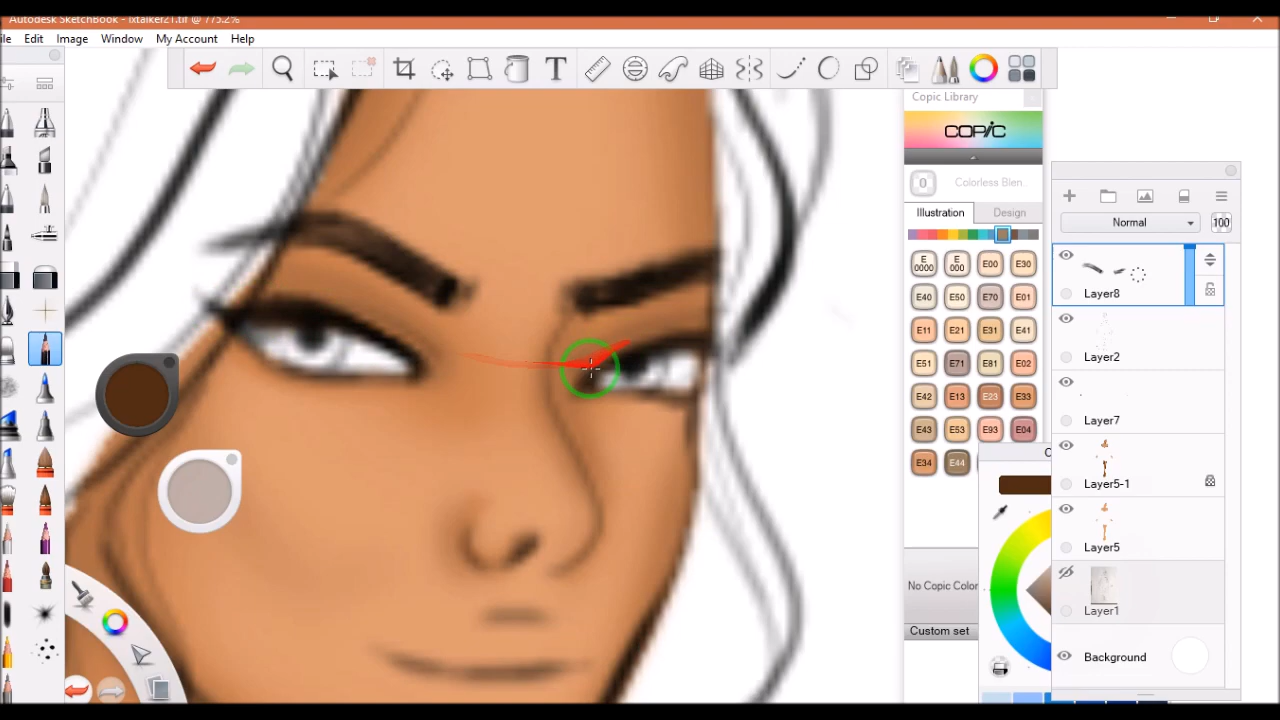 Autodesk SketchBook - ixtalker21.tif @ 775.2%
ile Edit Image Window My Account Help
Copic Library
COPIC
0 Colorless Blen...
Illustration Design
E0000 E000 E00 E30
E40 E50 E70 E01
E11 E21 E31 E41
E51 E71 E81 E02
E42 E13 E23 E33
E43 E53 E93 E04
E34 E44
No Copic Color
Custom set
C
Normal 100
Layer8
Layer2
Layer7
Layer5-1
Layer5
Layer1
Background